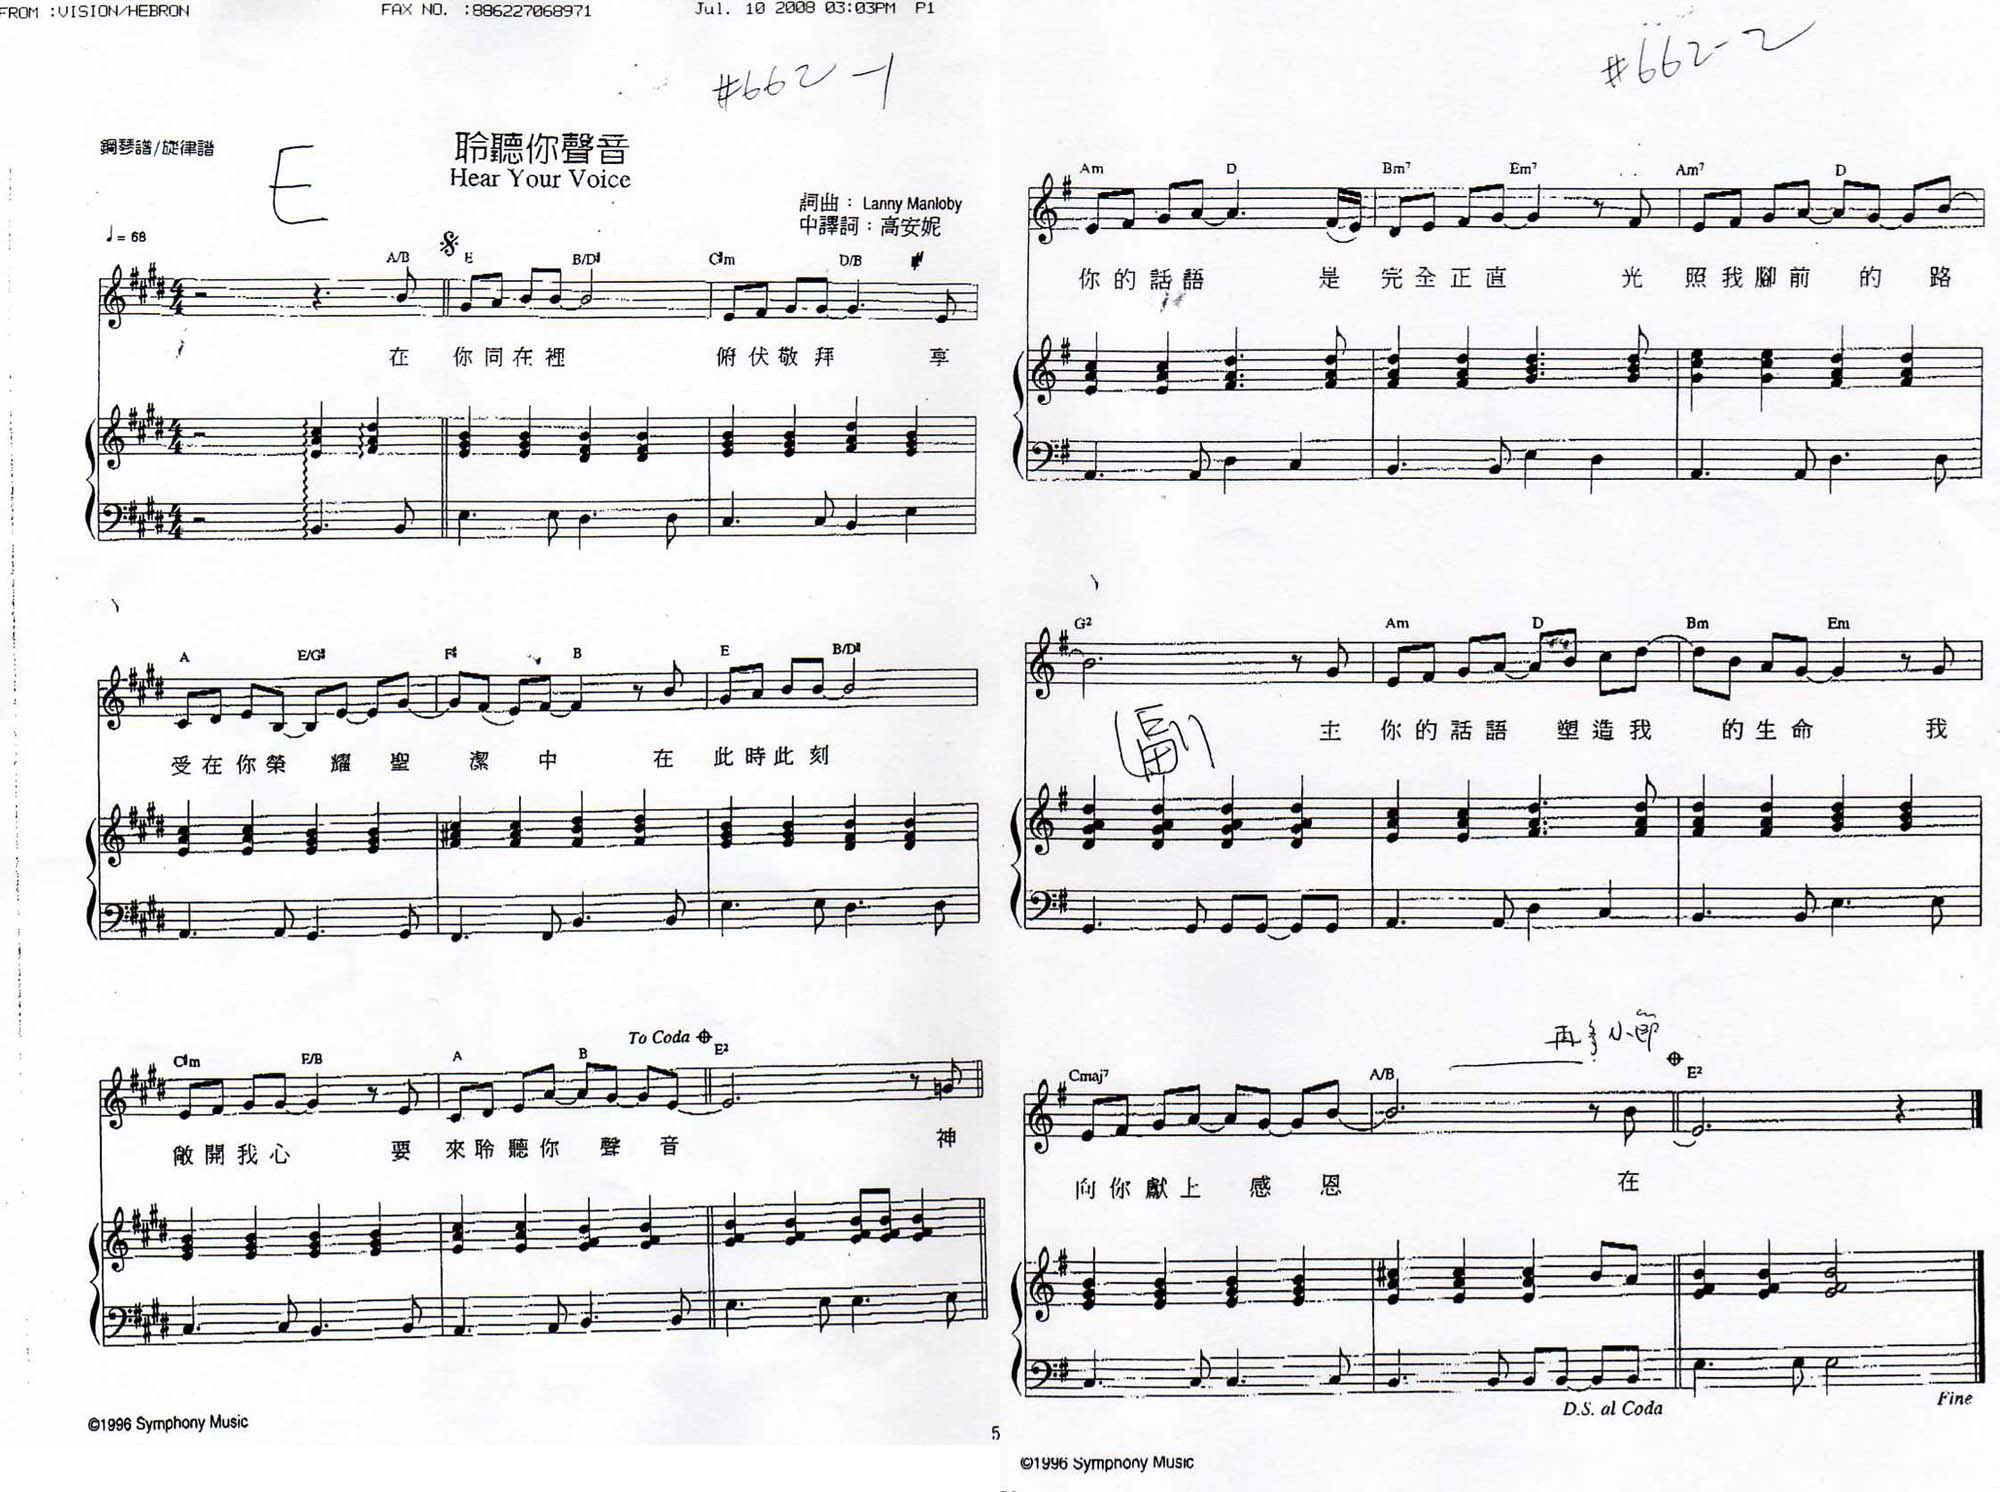 FROM :VISION/HEBRON FAX NO. :886227068971 Jul. 10 2008 03:03PM P1
#662-1
鋼琴譜/旋律譜
E
聆聽你聲音
Hear Your Voice
詞曲：Lanny Manloby
中譯詞：高安妮
♩= 68
A/B E B/D# C#m D/B
在 你同在裡 俯伏敬拜 享
A E/G# F# B E B/D#
受在你榮 耀 聖 潔 中 在 此時此刻
To Coda
C#m E/B A B E2
敞開我心 要 來聆聽你 聲 音 神
©1996 Symphony Music
5
#662-2
Am D Bm7 Em7 Am7 D
你的話語 是 完全正直 光 照我腳前 的 路
G2 Am D Bm Em
主 你的話語 塑造我 的生命 我
副
再多小節
Cmaj7 A/B E2
向你獻上 感 恩 在
D.S. al Coda
Fine
©1996 Symphony Music